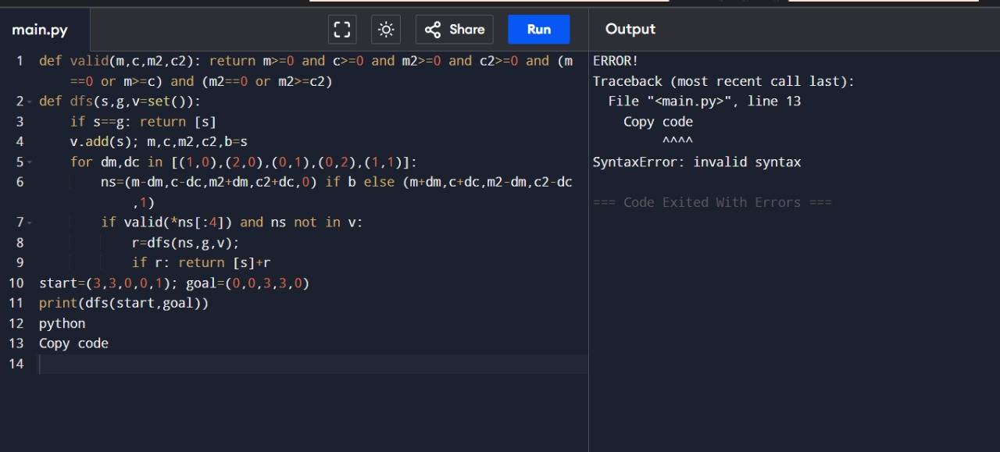 main.py
Share
Run
Output
1 def valid(m,c,m2,c2): return m>=0 and c>=0 and m2>=0 and c2>=0 and (m
==0 or m>=c) and (m2==0 or m2>=c2)
2 def dfs(s,g,v=set()):
3     if s==g: return [s]
4     v.add(s); m,c,m2,c2,b=s
5     for dm,dc in [(1,0),(2,0),(0,1),(0,2),(1,1)]:
6         ns=(m-dm,c-dc,m2+dm,c2+dc,0) if b else (m+dm,c+dc,m2-dm,c2-dc
,1)
7         if valid(*ns[:4]) and ns not in v:
8             r=dfs(ns,g,v);
9             if r: return [s]+r
10 start=(3,3,0,0,1); goal=(0,0,3,3,0)
11 print(dfs(start,goal))
12 python
13 Copy code
14
ERROR!
Traceback (most recent call last):
  File "<main.py>", line 13
    Copy code
         ^^^^
SyntaxError: invalid syntax
=== Code Exited With Errors ===